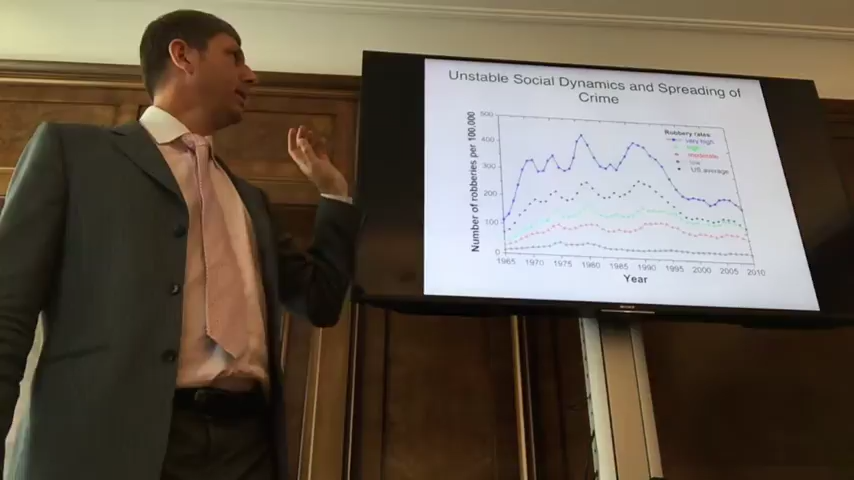 Unstable Social Dynamics and Spreading of
Crime
Number of robberies per 100,000
500
400
300
200
100
0
Robbery rates
very high
high
moderate
low
US average
1965 1970 1975 1980 1985 1990 1995 2000 2005 2010
Year
SONY